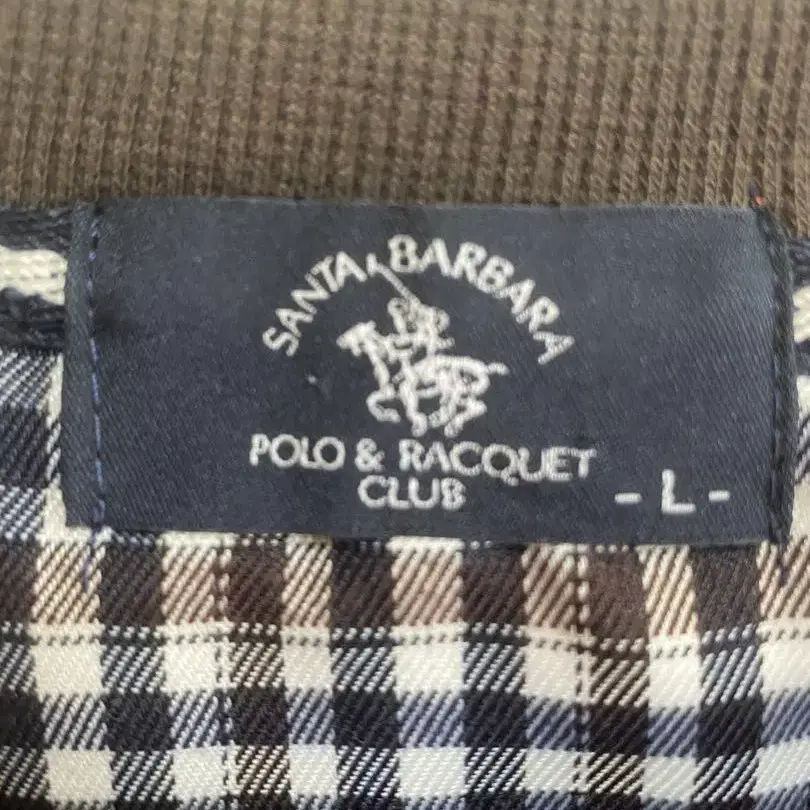 SANTA BARBARA
POLO & RACQUET
CLUB
- L -